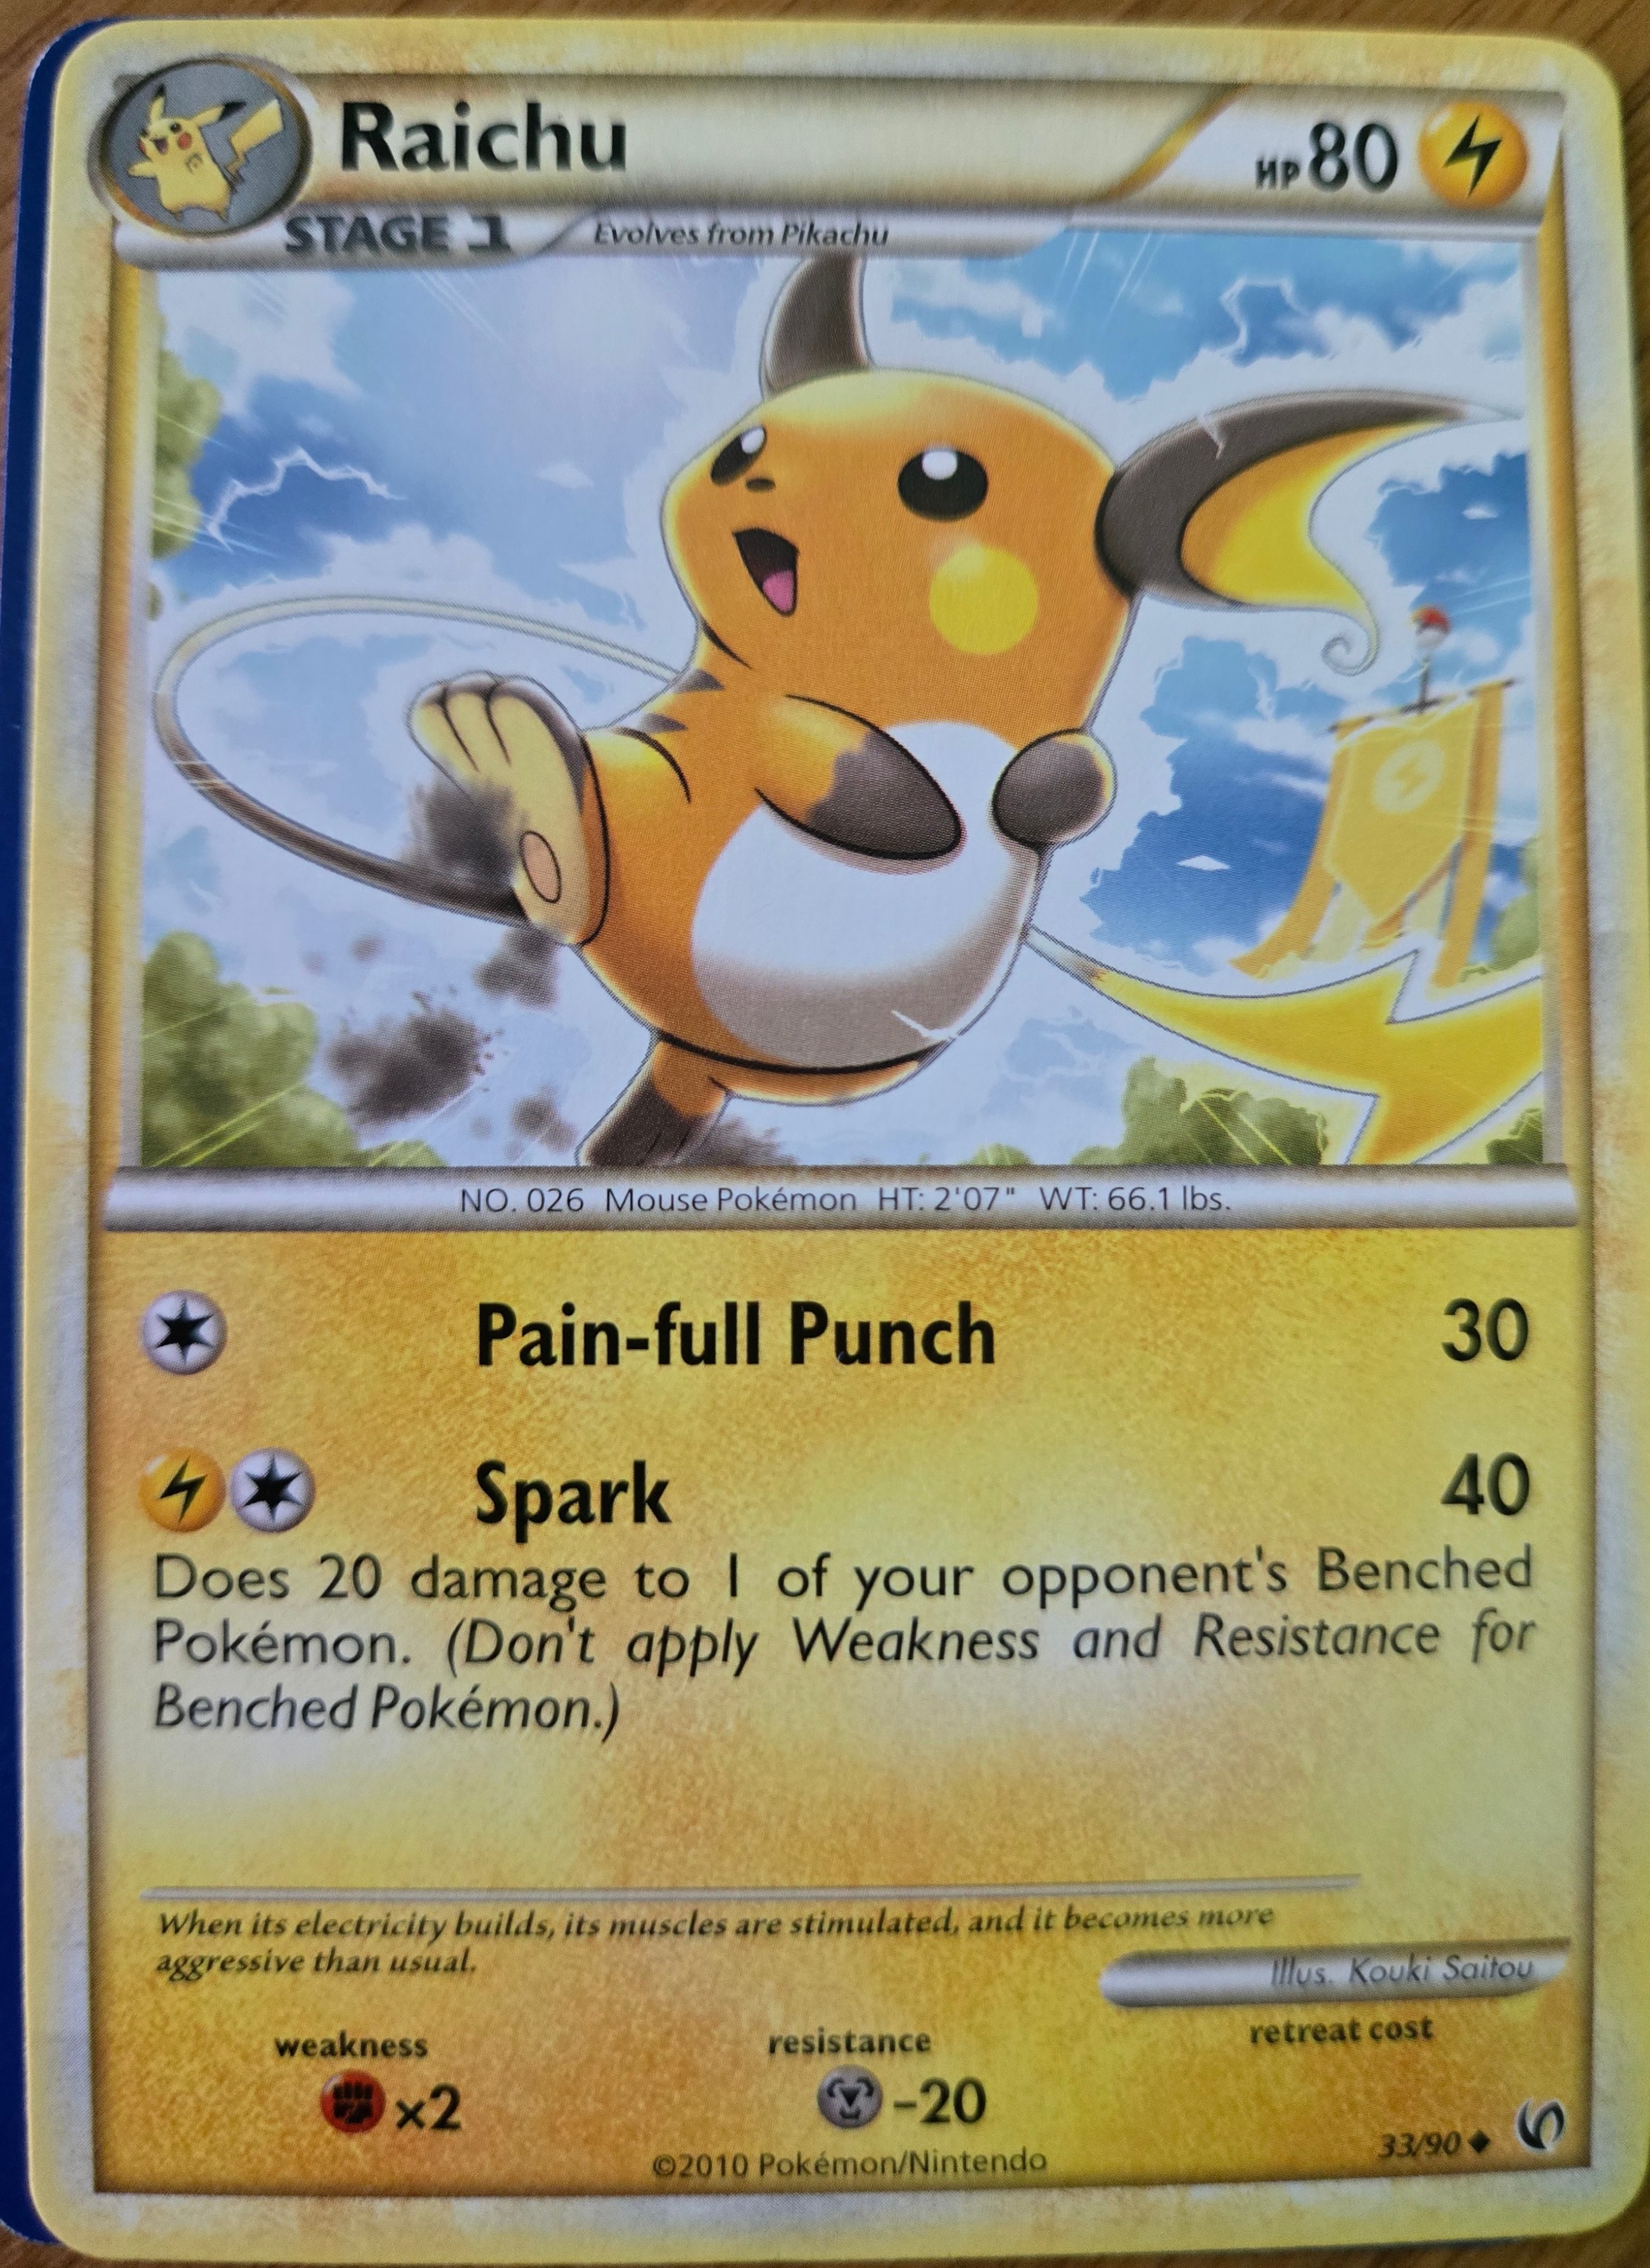 Raichu
HP 80
STAGE 1
Evolves from Pikachu
NO. 026 Mouse Pokémon HT: 2'07" WT: 66.1 lbs.
Pain-full Punch 30
Spark 40
Does 20 damage to 1 of your opponent's Benched
Pokémon. (Don't apply Weakness and Resistance for
Benched Pokémon.)
When its electricity builds, its muscles are stimulated, and it becomes more
aggressive than usual.
Illus. Kouki Saitou
weakness resistance retreat cost
×2 -20
©2010 Pokémon/Nintendo
33/90